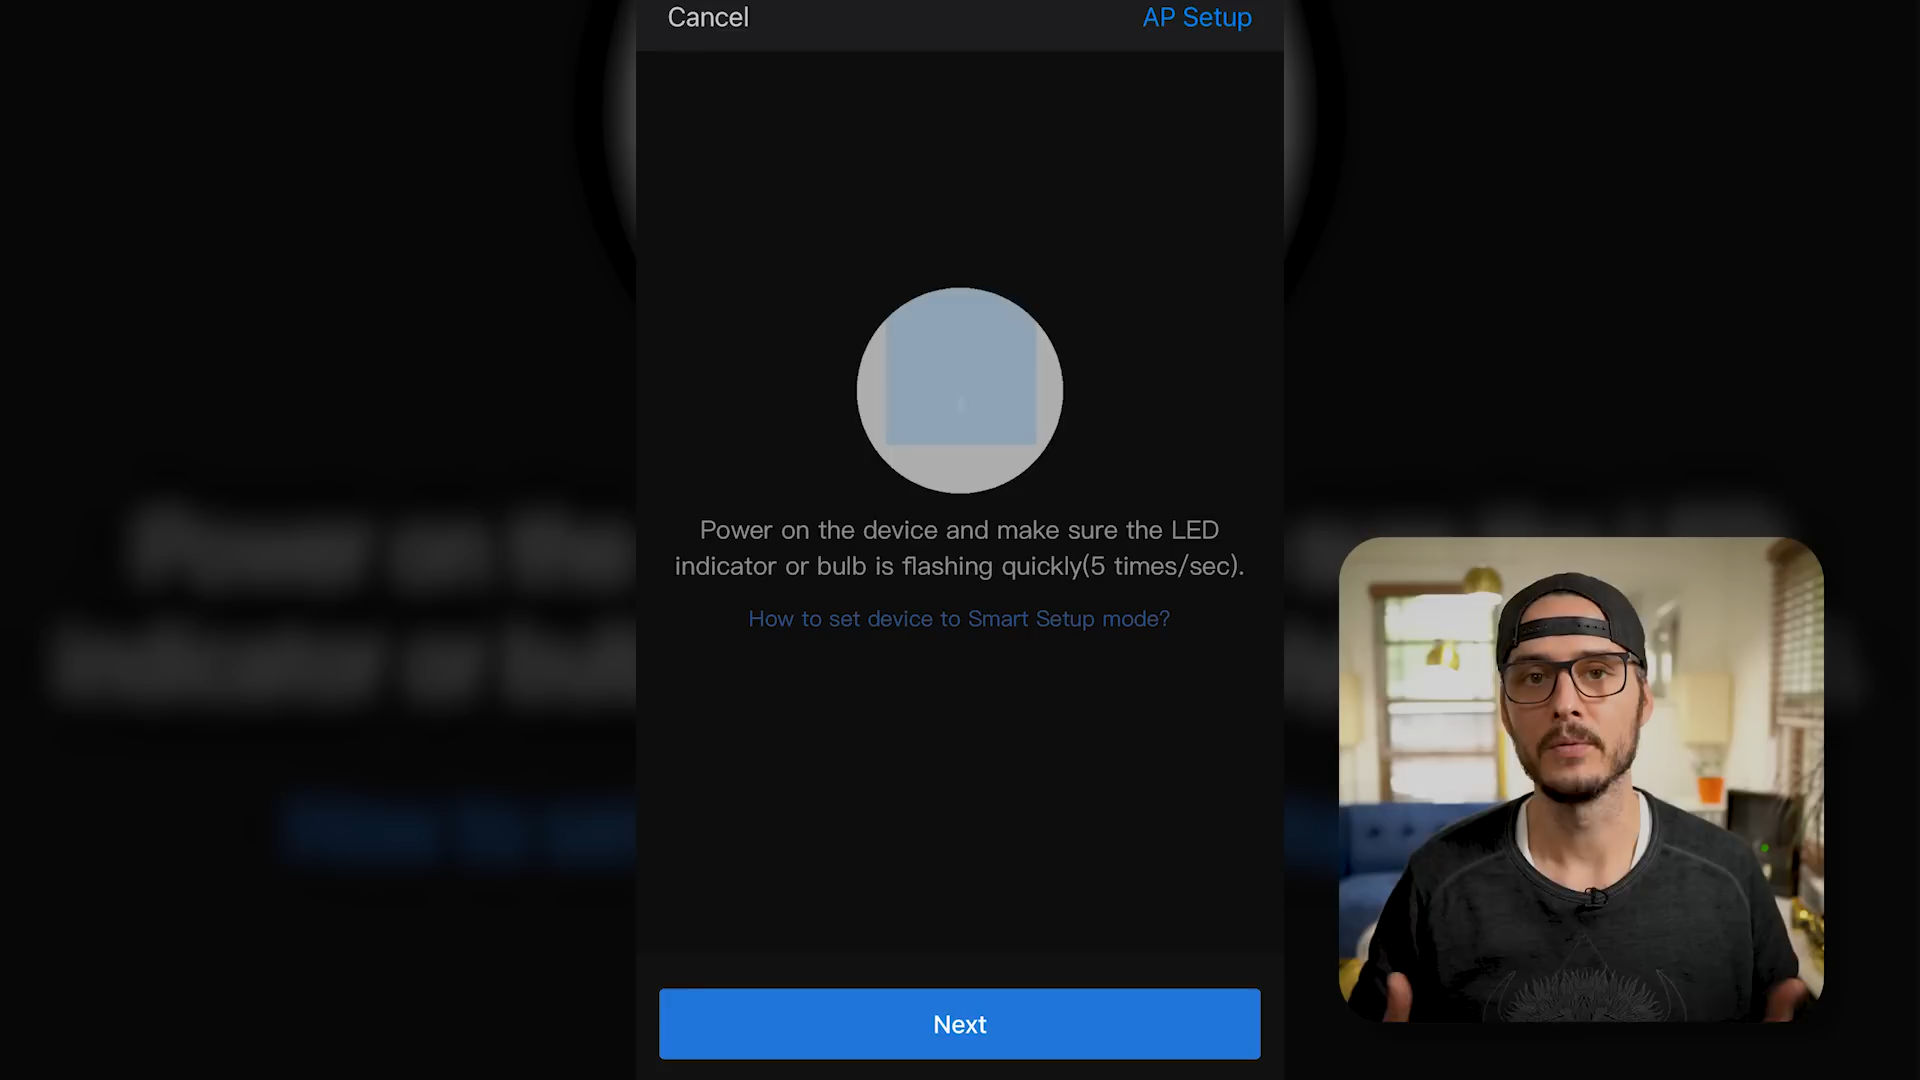 Cancel
AP Setup
Power on the device and make sure the LED
indicator or bulb is flashing quickly(5 times/sec).
How to set device to Smart Setup mode?
Next